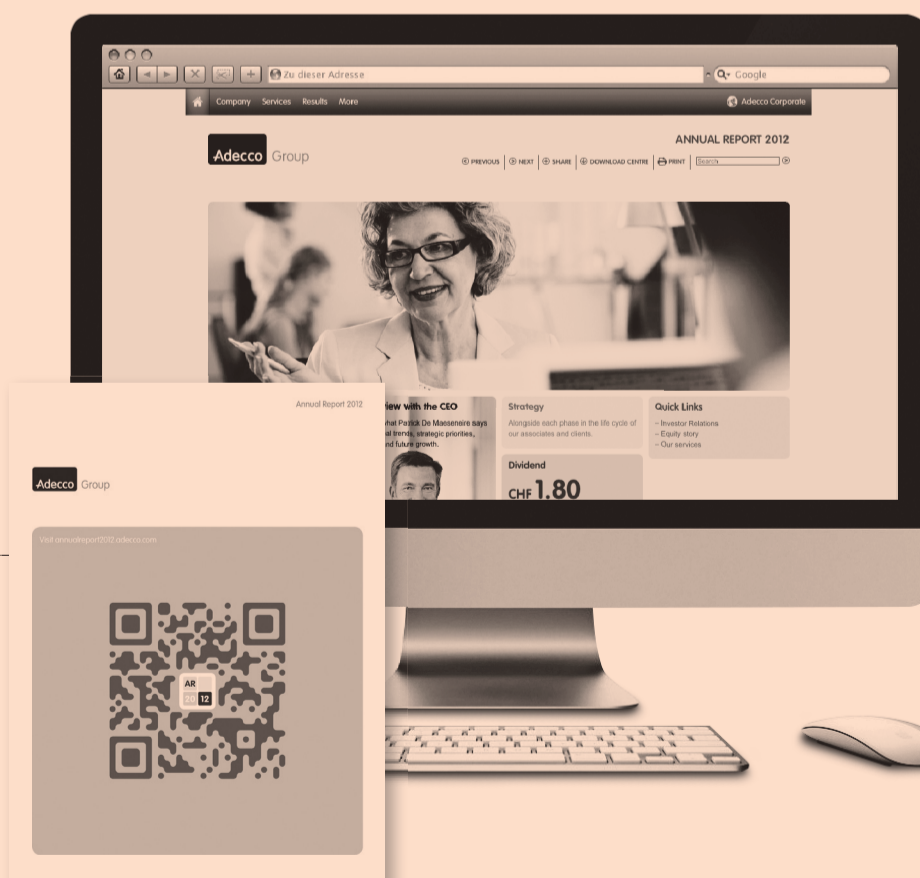 Zu dieser Adresse
Google
Company Services Results More
Adecco Corporate
Adecco Group
ANNUAL REPORT 2012
PREVIOUS NEXT SHARE DOWNLOAD CENTRE PRINT Search
view with the CEO
hat Patrick De Maeseneire says
al trends, strategic priorities,
nd future growth.
Strategy
Alongside each phase in the life cycle of
our associates and clients.
Dividend
CHF 1.80
Quick Links
– Investor Relations
– Equity story
– Our services
Annual Report 2012
Adecco Group
Visit annualreport2012.adecco.com
AR
20 12